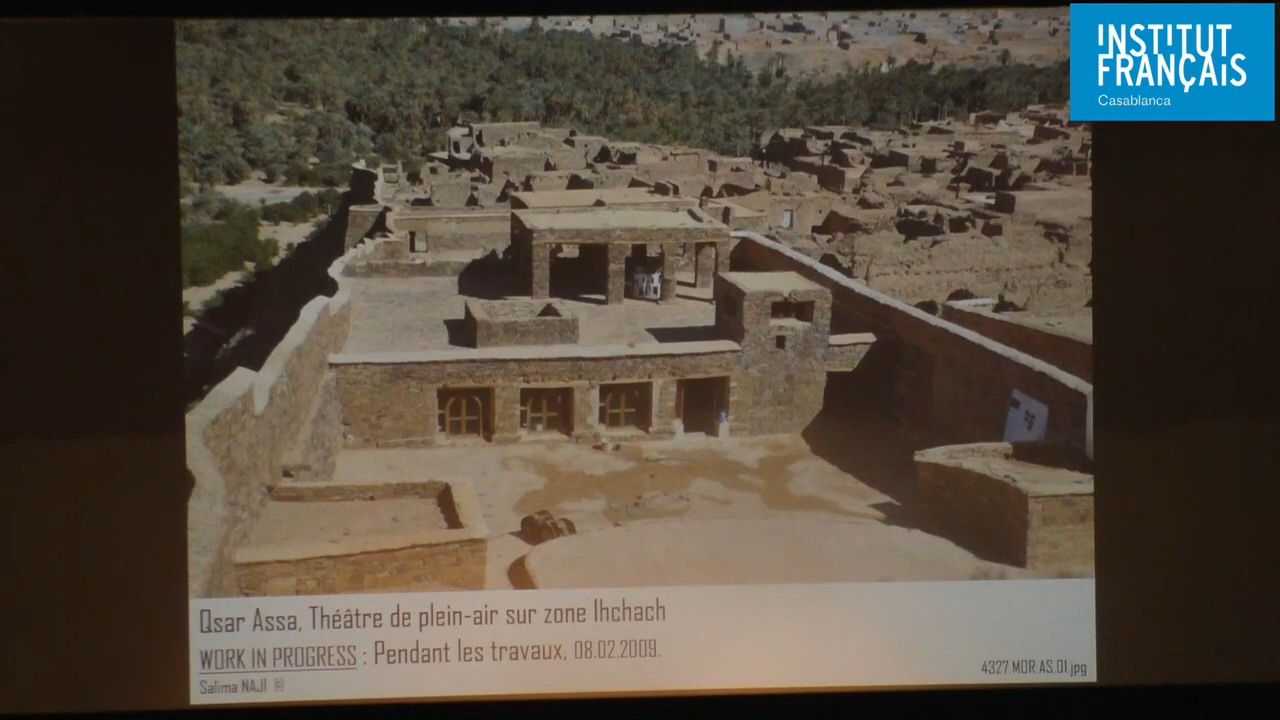 INSTITUT
FRANÇAIS
Casablanca
Qsar Assa, Théâtre de plein-air sur zone Ihchach
WORK IN PROGRESS : Pendant les travaux, 08.02.2009.
Salima NAJI ©
4327 MOR AS.01.jpg